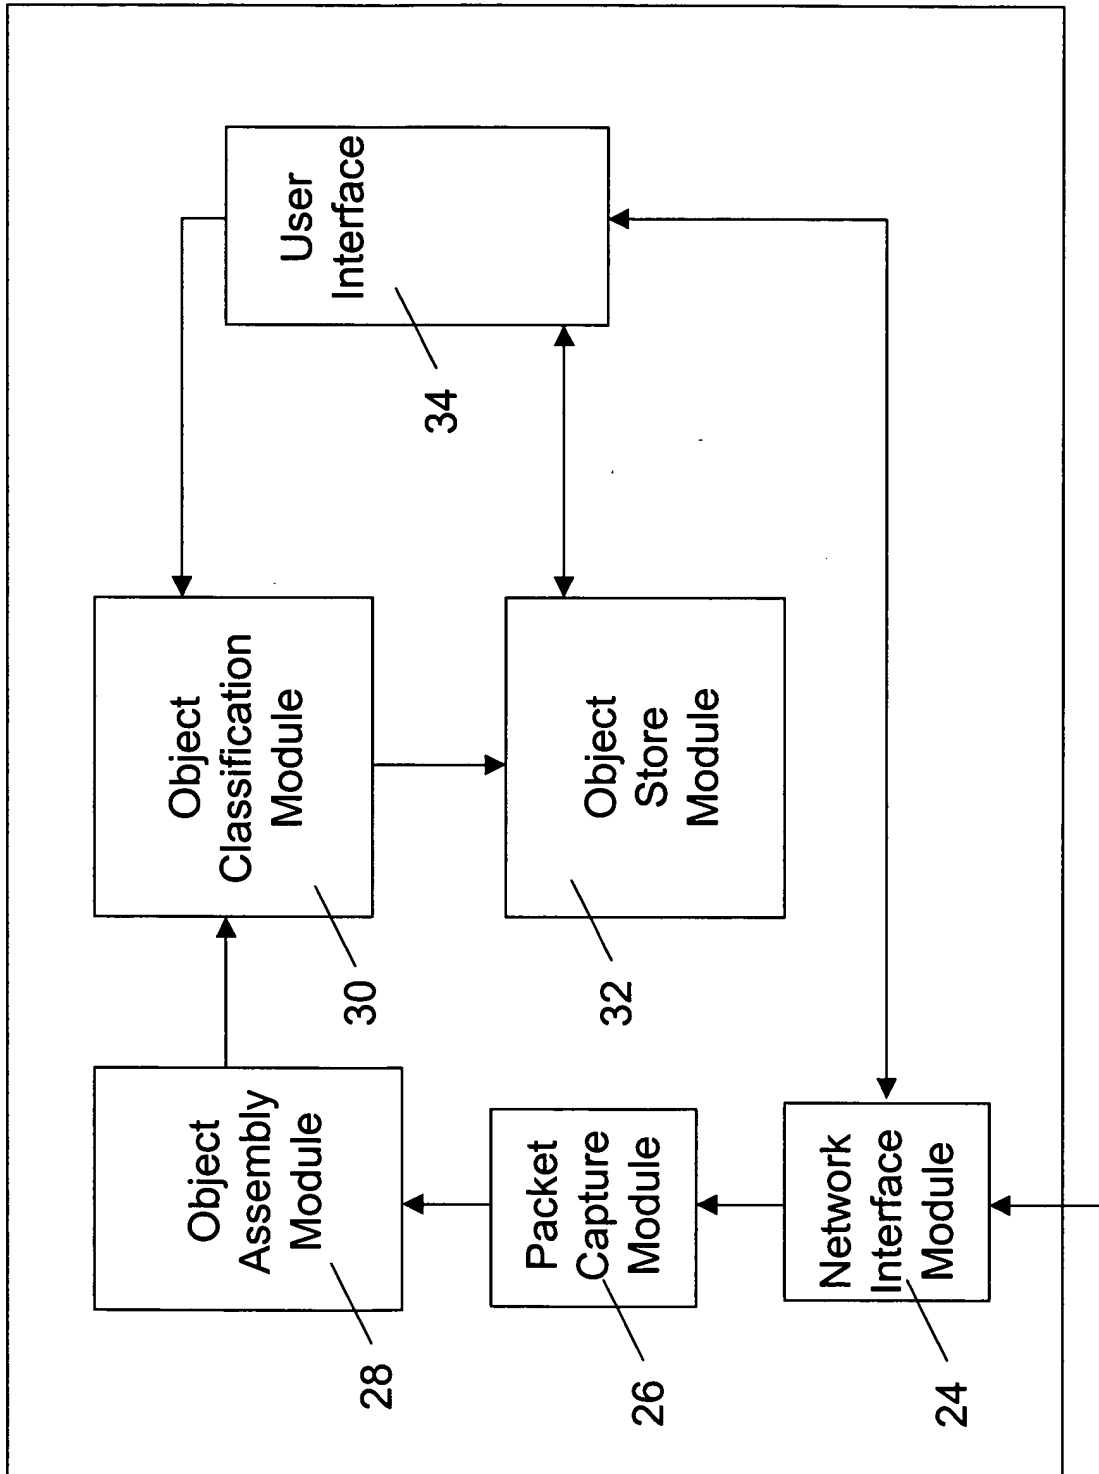 Object
Assembly
Module
28
Object
Classification
Module
30
User
Interface
34
Packet
Capture
Module
26
Object
Store
Module
32
Network
Interface
Module
24